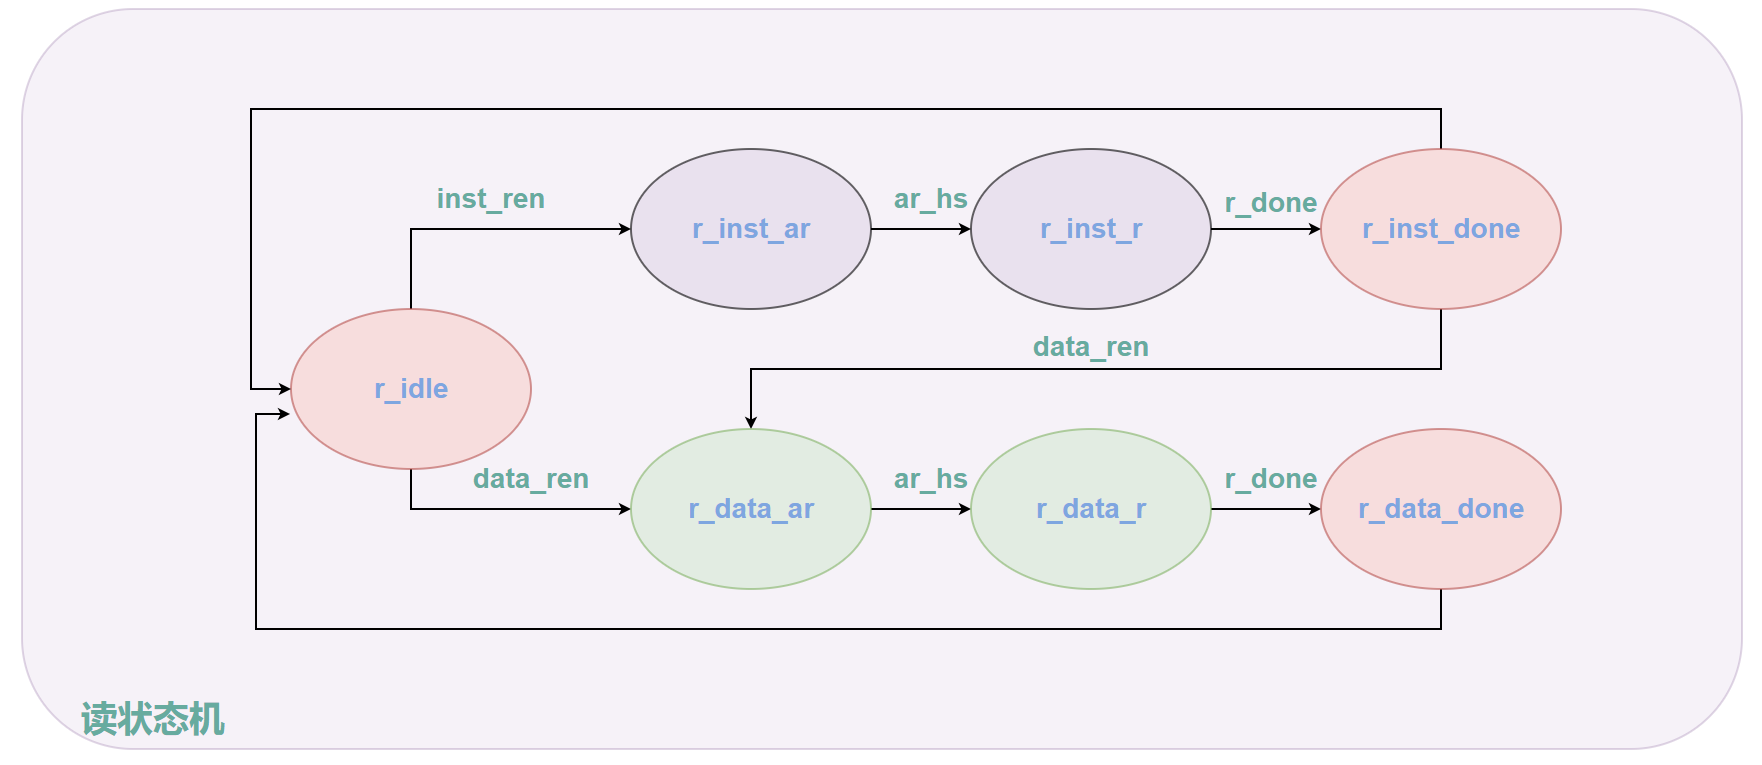 inst_ren
ar_hs
r_done
r_inst_ar
r_inst_r
r_inst_done
data_ren
r_idle
data_ren
ar_hs
r_done
r_data_ar
r_data_r
r_data_done
读状态机